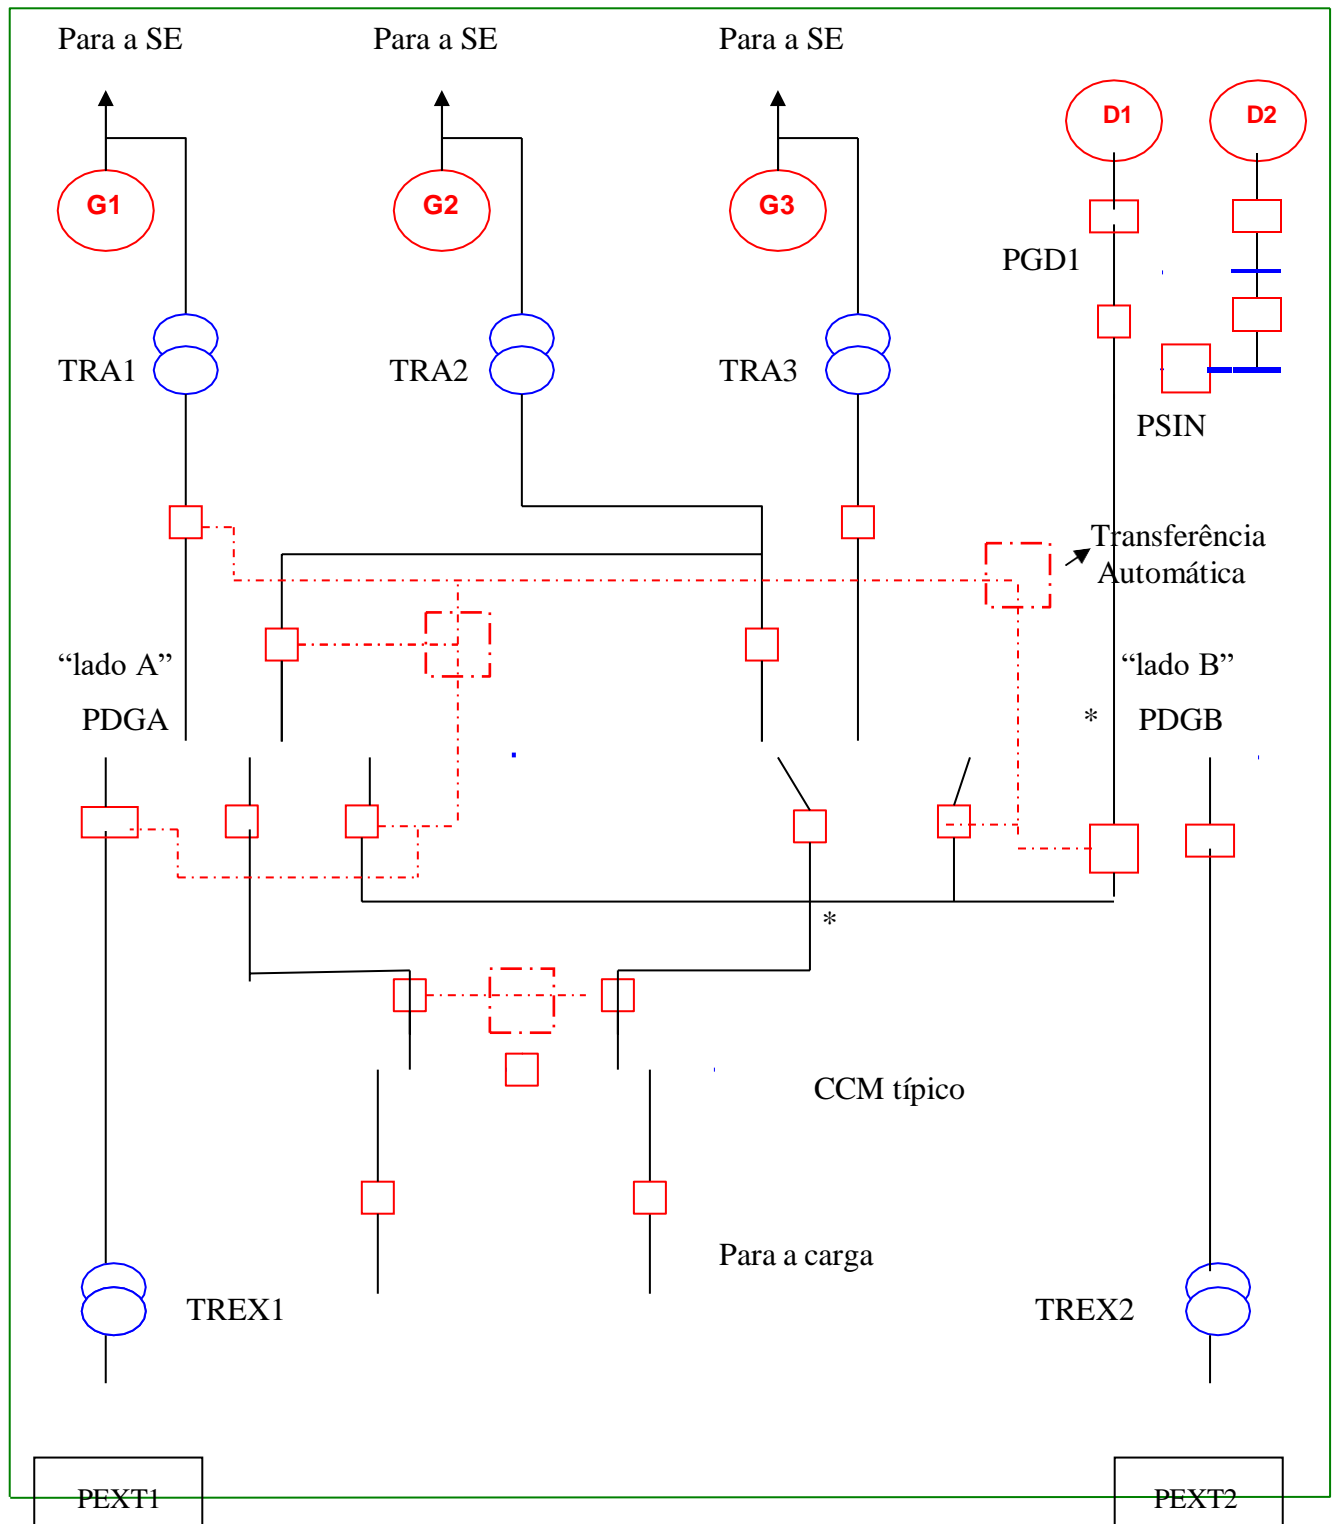 Para a SE
Para a SE
Para a SE
D1
D2
G1
G2
G3
PGD1
TRA1
TRA2
TRA3
PSIN
Transferência
Automática
“lado A”
“lado B”
PDGA
*
PDGB
*
CCM típico
Para a carga
TREX1
TREX2
PEXT1
PEXT2